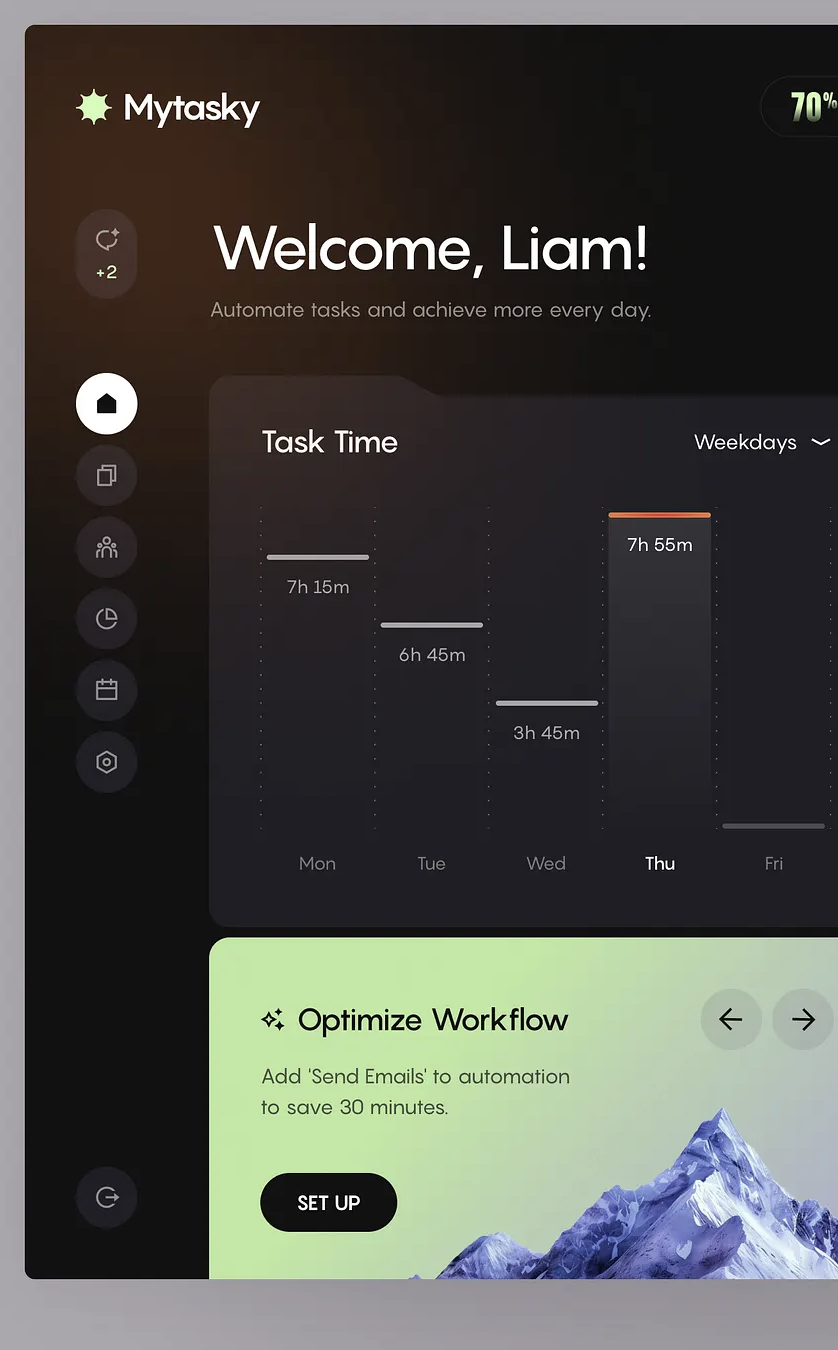 Mytasky
70%
+2
Welcome, Liam!
Automate tasks and achieve more every day.
Task Time
Weekdays
7h 55m
7h 15m
6h 45m
3h 45m
Mon Tue Wed Thu Fri
Optimize Workflow
Add 'Send Emails' to automation
to save 30 minutes.
SET UP